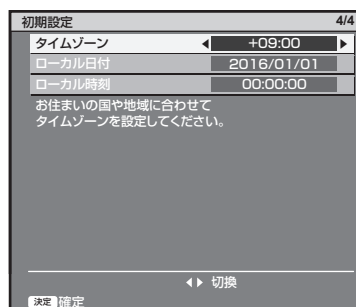 初期設定 4/4
タイムゾーン +09:00
ローカル日付 2016/01/01
ローカル時刻 00:00:00
お住まいの国や地域に合わせて
タイムゾーンを設定してください。
切換
決定 確定